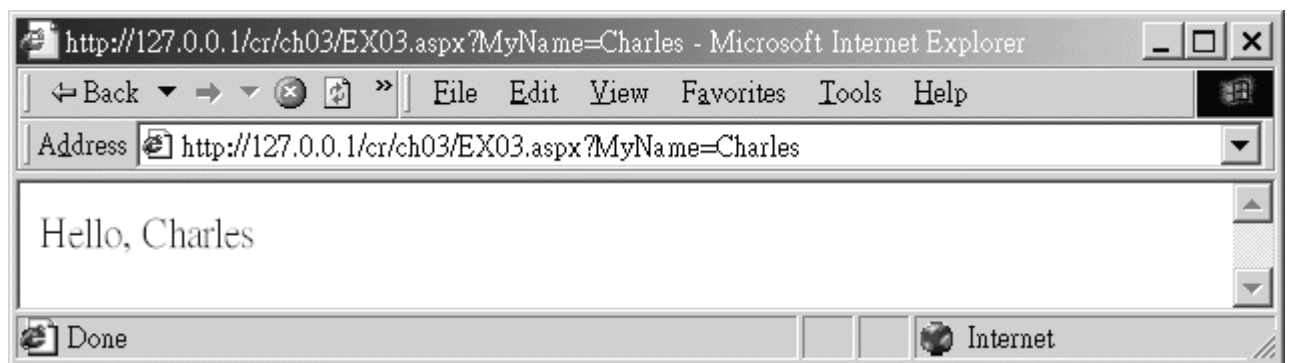 http://127.0.0.1/cr/ch03/EX03.aspx?MyName=Charles - Microsoft Internet Explorer
Back » File Edit View Favorites Tools Help
Address http://127.0.0.1/cr/ch03/EX03.aspx?MyName=Charles
Hello, Charles
Done Internet